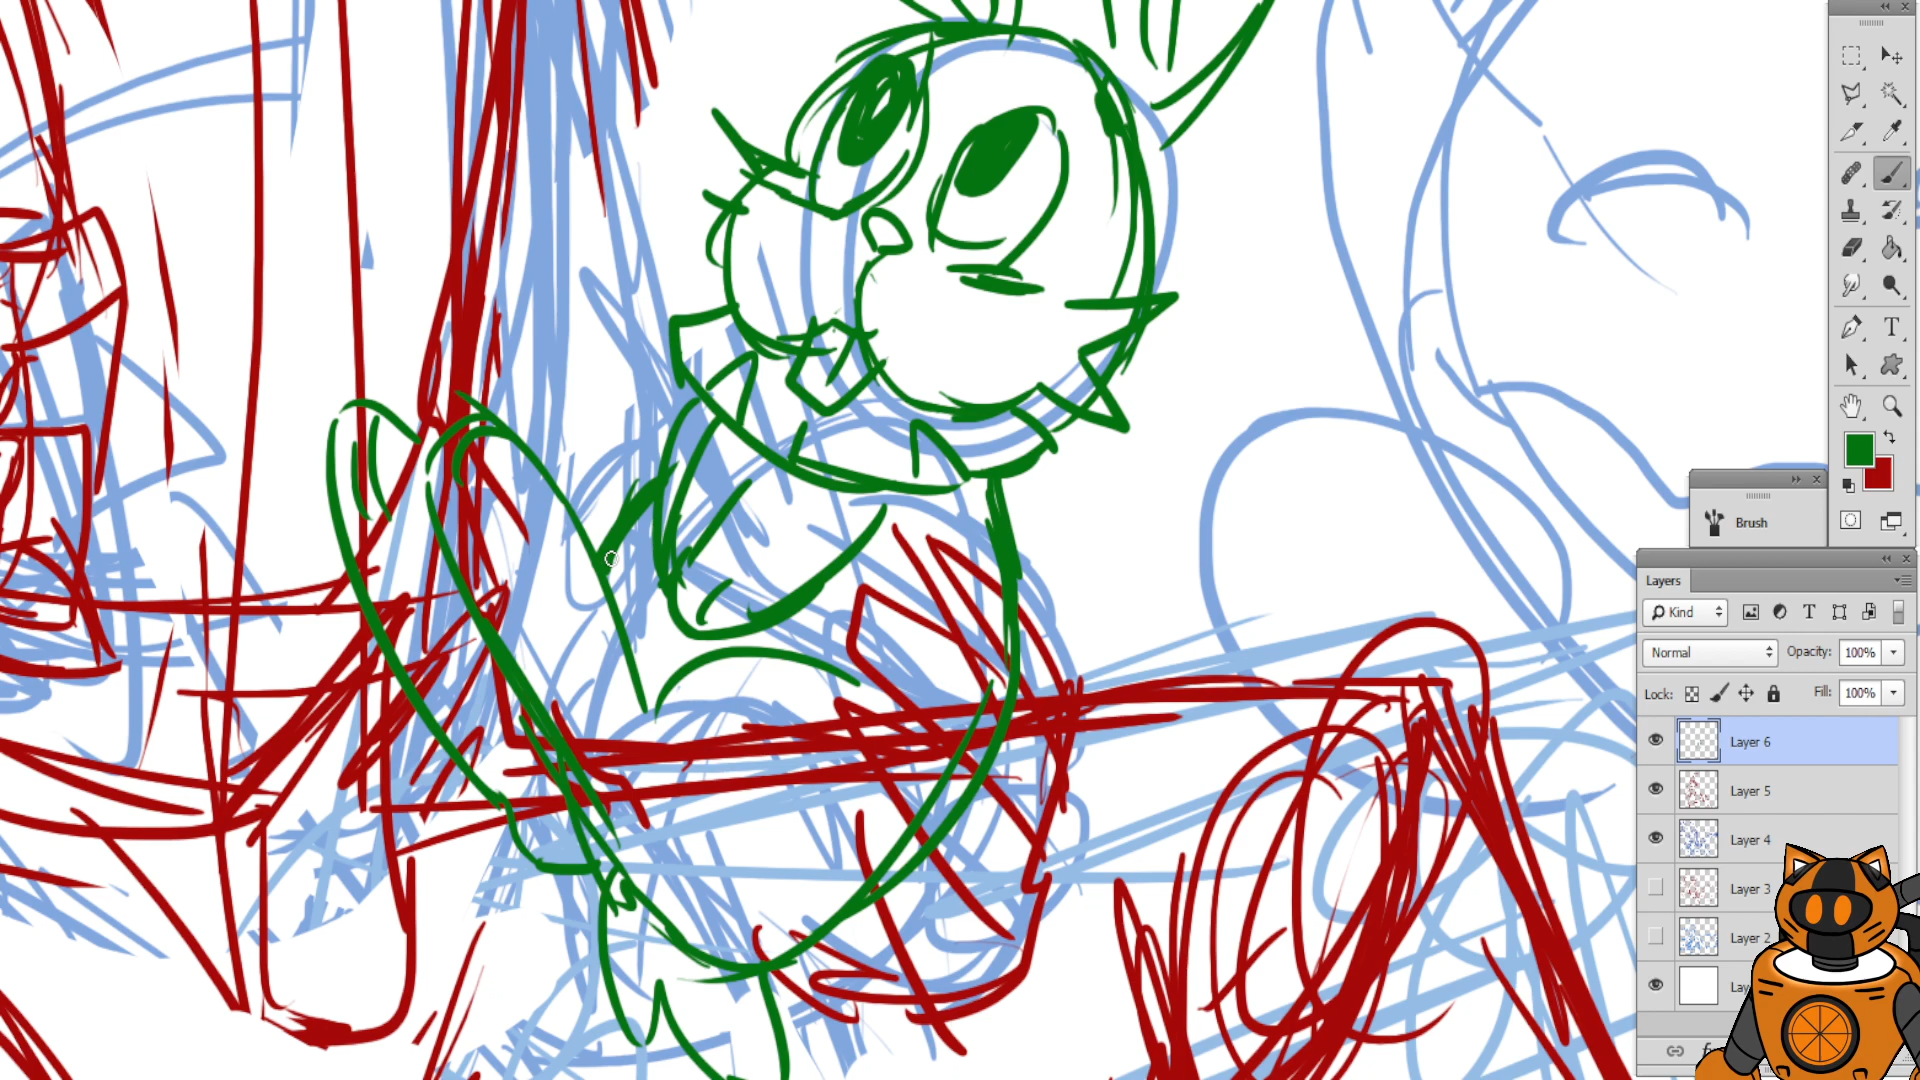 T
Brush
Layers
Kind
T
Normal
Opacity: 100%
Lock:
Fill: 100%
Layer 6
Layer 5
Layer 4
Layer 3
Layer 2